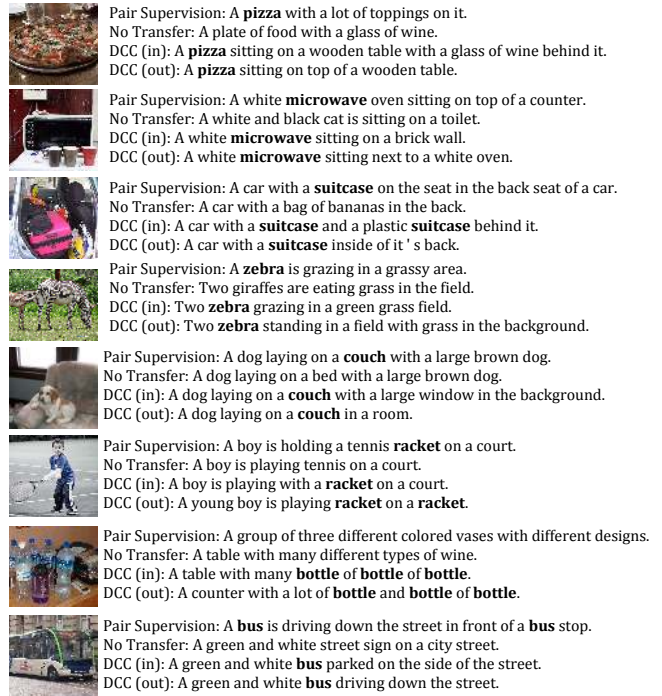 Pair Supervision: A pizza with a lot of toppings on it.
No Transfer: A plate of food with a glass of wine.
DCC (in): A pizza sitting on a wooden table with a glass of wine behind it.
DCC (out): A pizza sitting on top of a wooden table.
Pair Supervision: A white microwave oven sitting on top of a counter.
No Transfer: A white and black cat is sitting on a toilet.
DCC (in): A white microwave sitting on a brick wall.
DCC (out): A white microwave sitting next to a white oven.
Pair Supervision: A car with a suitcase on the seat in the back seat of a car.
No Transfer: A car with a bag of bananas in the back.
DCC (in): A car with a suitcase and a plastic suitcase behind it.
DCC (out): A car with a suitcase inside of it ' s back.
Pair Supervision: A zebra is grazing in a grassy area.
No Transfer: Two giraffes are eating grass in the field.
DCC (in): Two zebra grazing in a green grass field.
DCC (out): Two zebra standing in a field with grass in the background.
Pair Supervision: A dog laying on a couch with a large brown dog.
No Transfer: A dog laying on a bed with a large brown dog.
DCC (in): A dog laying on a couch with a large window in the background.
DCC (out): A dog laying on a couch in a room.
Pair Supervision: A boy is holding a tennis racket on a court.
No Transfer: A boy is playing tennis on a court.
DCC (in): A boy is playing with a racket on a court.
DCC (out): A young boy is playing racket on a racket.
Pair Supervision: A group of three different colored vases with different designs.
No Transfer: A table with many different types of wine.
DCC (in): A table with many bottle of bottle of bottle.
DCC (out): A counter with a lot of bottle and bottle of bottle.
Pair Supervision: A bus is driving down the street in front of a bus stop.
No Transfer: A green and white street sign on a city street.
DCC (in): A green and white bus parked on the side of the street.
DCC (out): A green and white bus driving down the street.